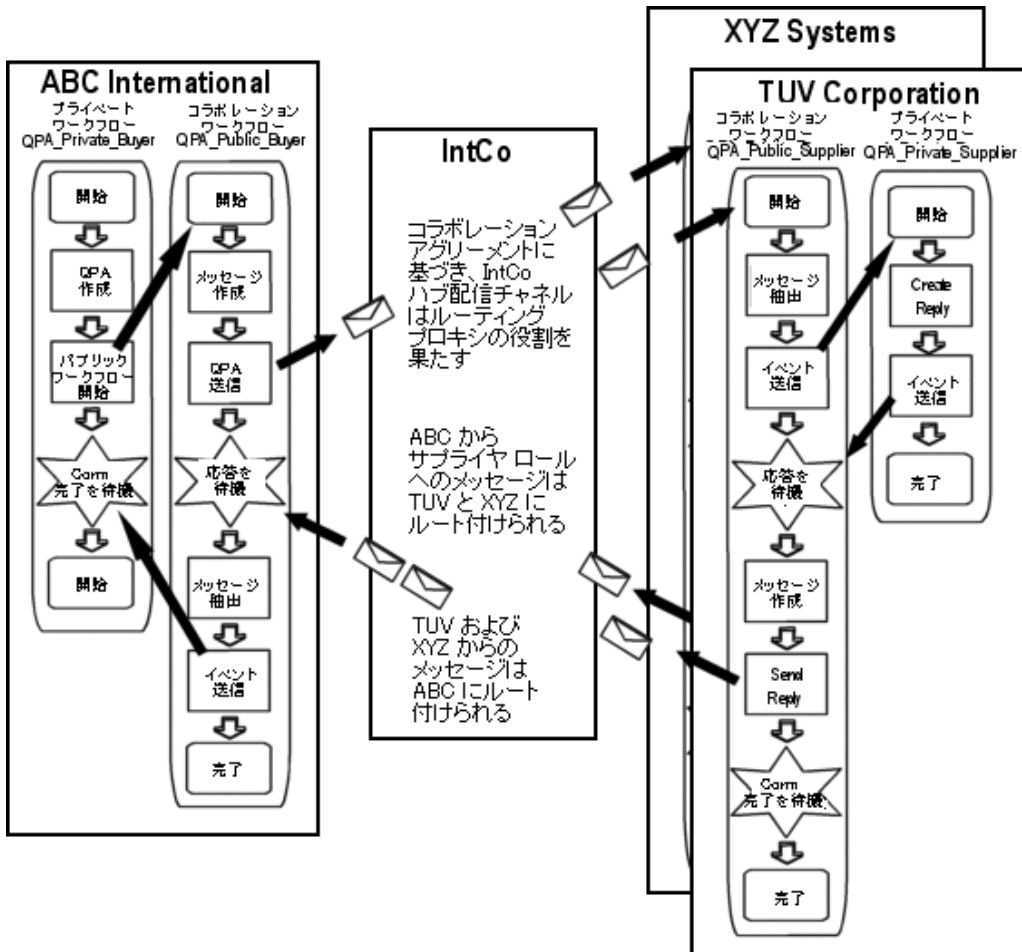 XYZ Systems
ABC International
プライベート
ワークフロー
QPA_Private_Buyer
コラボレーション
ワークフロー
QPA_Public_Buyer
開始
QPA
作成
パブリック
ワークフロー
開始
Comm
完了を待機
開始
開始
メッセージ
作成
QPA
送信
応答を
待機
メッセージ
抽出
イベント
送信
完了
IntCo
コラボレーション
アグリーメントに
基づき、IntCo
ハブ配信チャネル
はルーティング
プロキシの役割を
果たす
ABC から
サプライヤ ロール
へのメッセージは
TUV と XYZ に
ルート付けられる
TUV および
XYZ からの
メッセージは
ABC にルート
付けられる
TUV Corporation
コラボレーション
ワークフロー
QPA_Public_Supplier
プライベート
ワークフロー
QPA_Private_Supplier
開始
メッセージ
抽出
イベント
送信
応答を
待機
メッセージ
作成
Send
Reply
Comm
完了を待機
完了
開始
Create
Reply
イベント
送信
完了